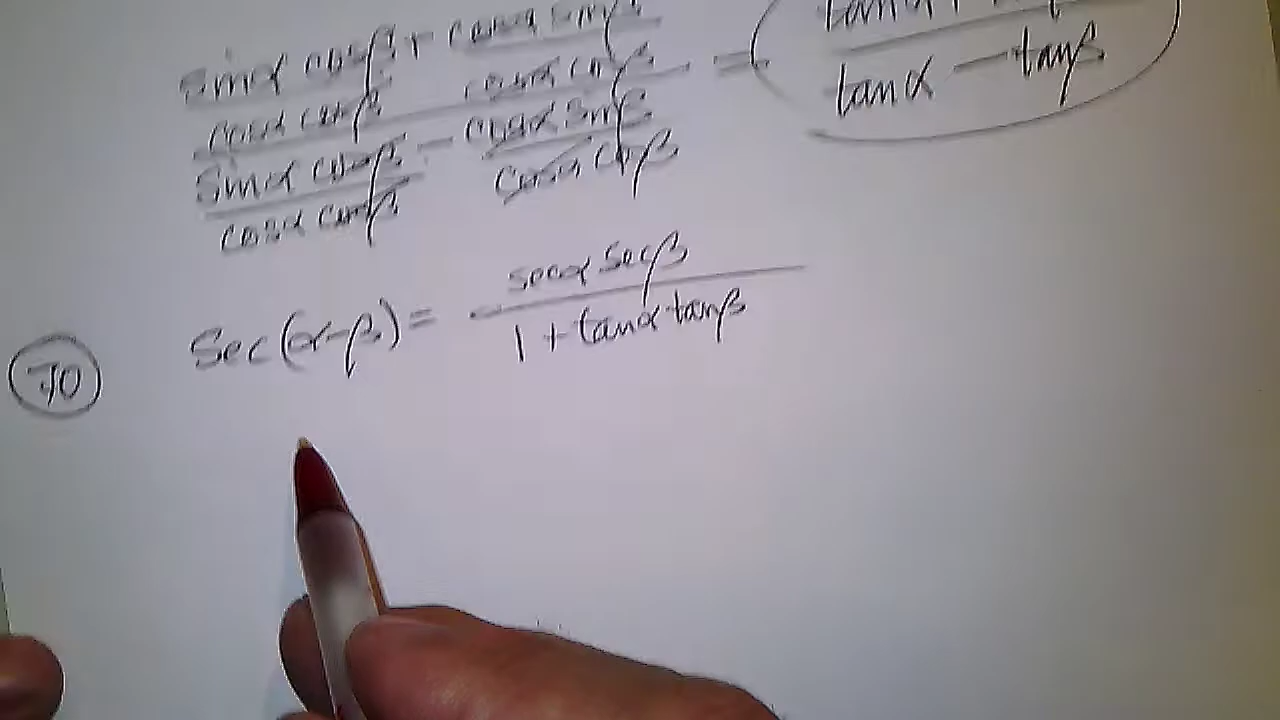 sinα cosβ + cosα sinβ
cosα cosβ cosα cosβ = tanα +
sinα cosβ - cosα sinβ tanα - tanβ
cosα cosβ cosα cosβ
70 Sec(α-β) = secα secβ
1 + tanα tanβ